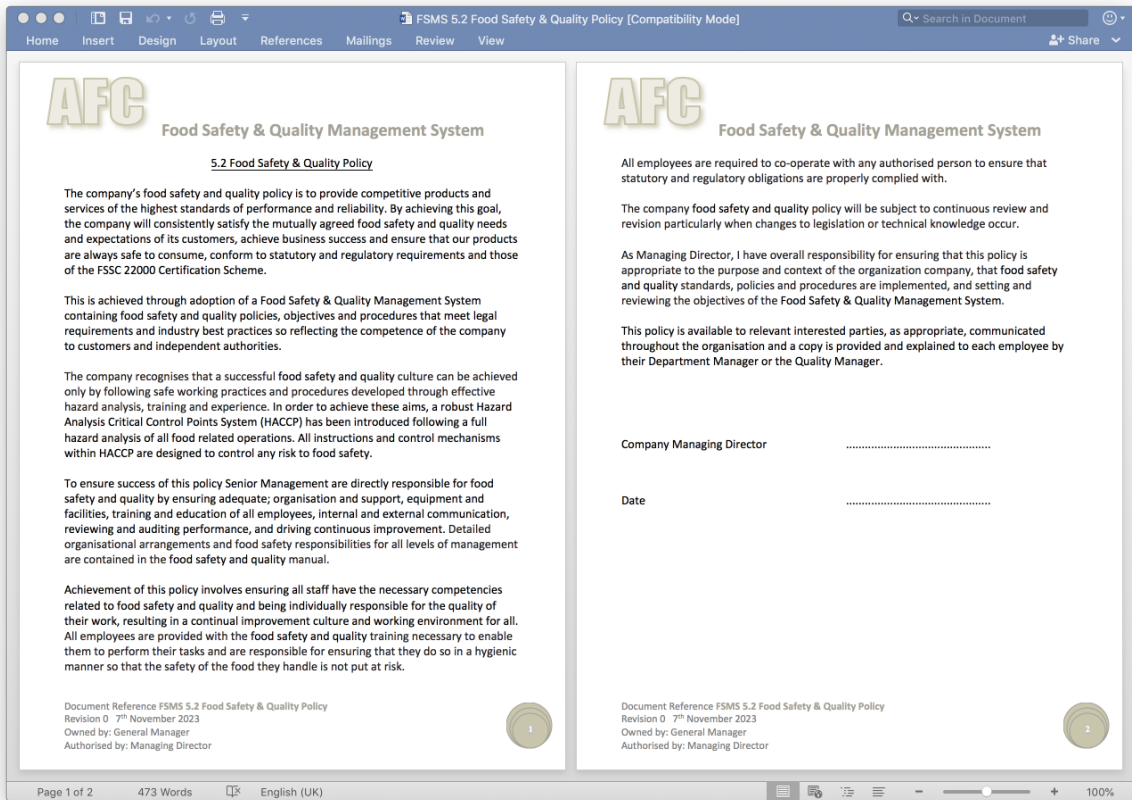 FSMS 5.2 Food Safety & Quality Policy [Compatibility Mode]
Search in Document
Home Insert Design Layout References Mailings Review View
Share
AFC
Food Safety & Quality Management System
5.2 Food Safety & Quality Policy
The company's food safety and quality policy is to provide competitive products and
services of the highest standards of performance and reliability. By achieving this goal,
the company will consistently satisfy the mutually agreed food safety and quality needs
and expectations of its customers, achieve business success and ensure that our products
are always safe to consume, conform to statutory and regulatory requirements and those
of the FSSC 22000 Certification Scheme.
This is achieved through adoption of a Food Safety & Quality Management System
containing food safety and quality policies, objectives and procedures that meet legal
requirements and industry best practices so reflecting the competence of the company
to customers and independent authorities.
The company recognises that a successful food safety and quality culture can be achieved
only by following safe working practices and procedures developed through effective
hazard analysis, training and experience. In order to achieve these aims, a robust Hazard
Analysis Critical Control Points System (HACCP) has been introduced following a full
hazard analysis of all food related operations. All instructions and control mechanisms
within HACCP are designed to control any risk to food safety.
To ensure success of this policy Senior Management are directly responsible for food
safety and quality by ensuring adequate; organisation and support, equipment and
facilities, training and education of all employees, internal and external communication,
reviewing and auditing performance, and driving continuous improvement. Detailed
organisational arrangements and food safety responsibilities for all levels of management
are contained in the food safety and quality manual.
Achievement of this policy involves ensuring all staff have the necessary competencies
related to food safety and quality and being individually responsible for the quality of
their work, resulting in a continual improvement culture and working environment for all.
All employees are provided with the food safety and quality training necessary to enable
them to perform their tasks and are responsible for ensuring that they do so in a hygienic
manner so that the safety of the food they handle is not put at risk.
Document Reference FSMS 5.2 Food Safety & Quality Policy
Revision 0 7th November 2023
Owned by: General Manager
Authorised by: Managing Director
1
AFC
Food Safety & Quality Management System
All employees are required to co-operate with any authorised person to ensure that
statutory and regulatory obligations are properly complied with.
The company food safety and quality policy will be subject to continuous review and
revision particularly when changes to legislation or technical knowledge occur.
As Managing Director, I have overall responsibility for ensuring that this policy is
appropriate to the purpose and context of the organization company, that food safety
and quality standards, policies and procedures are implemented, and setting and
reviewing the objectives of the Food Safety & Quality Management System.
This policy is available to relevant interested parties, as appropriate, communicated
throughout the organisation and a copy is provided and explained to each employee by
their Department Manager or the Quality Manager.
Company Managing Director ..............................................
Date ..............................................
Document Reference FSMS 5.2 Food Safety & Quality Policy
Revision 0 7th November 2023
Owned by: General Manager
Authorised by: Managing Director
2
Page 1 of 2 473 Words English (UK) 100%